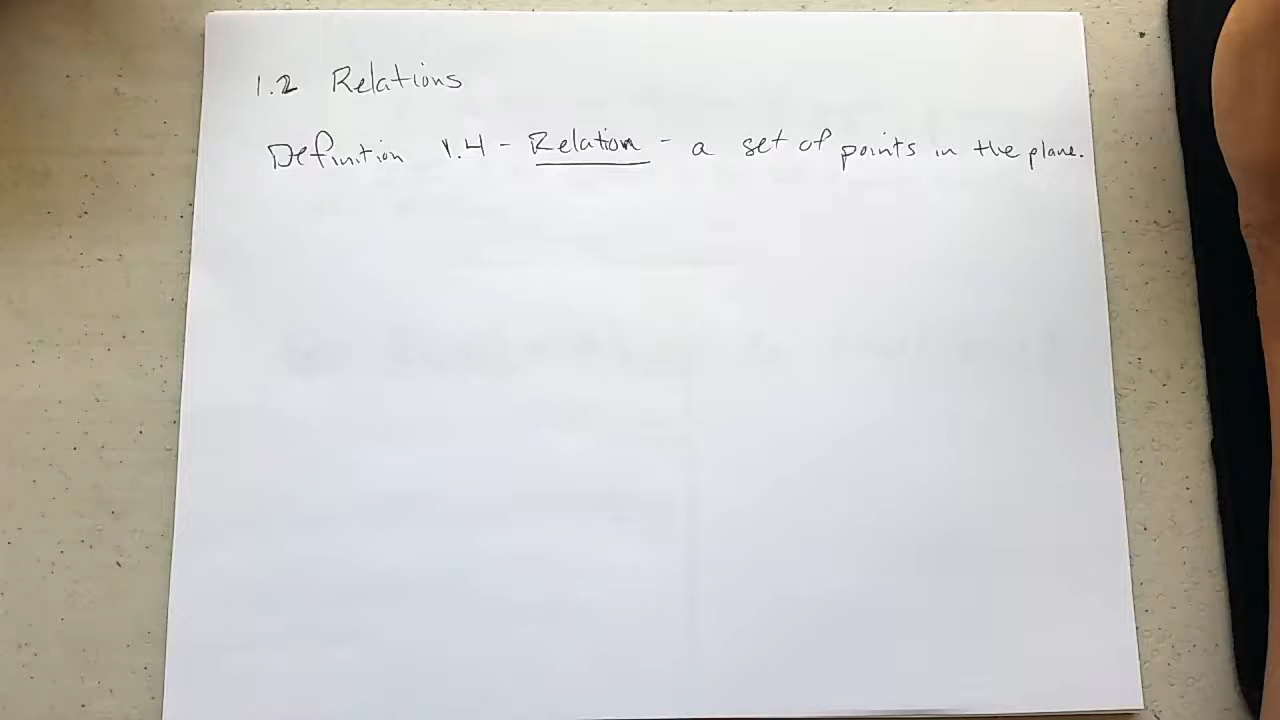 1.2 Relations
Definition 1.4 - Relation - a set of points in the plane.